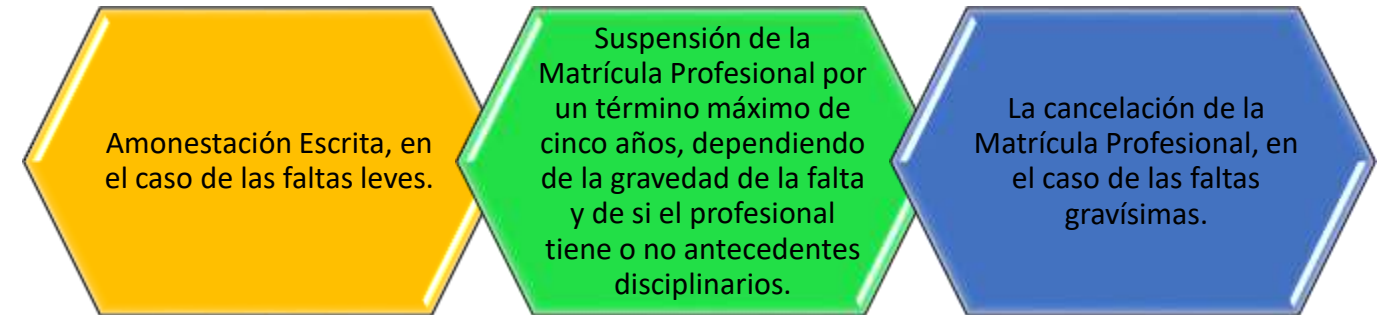 Amonestación Escrita, en
el caso de las faltas leves.
Suspensión de la
Matrícula Profesional por
un término máximo de
cinco años, dependiendo
de la gravedad de la falta
y de si el profesional
tiene o no antecedentes
disciplinarios.
La cancelación de la
Matrícula Profesional, en
el caso de las faltas
gravísimas.